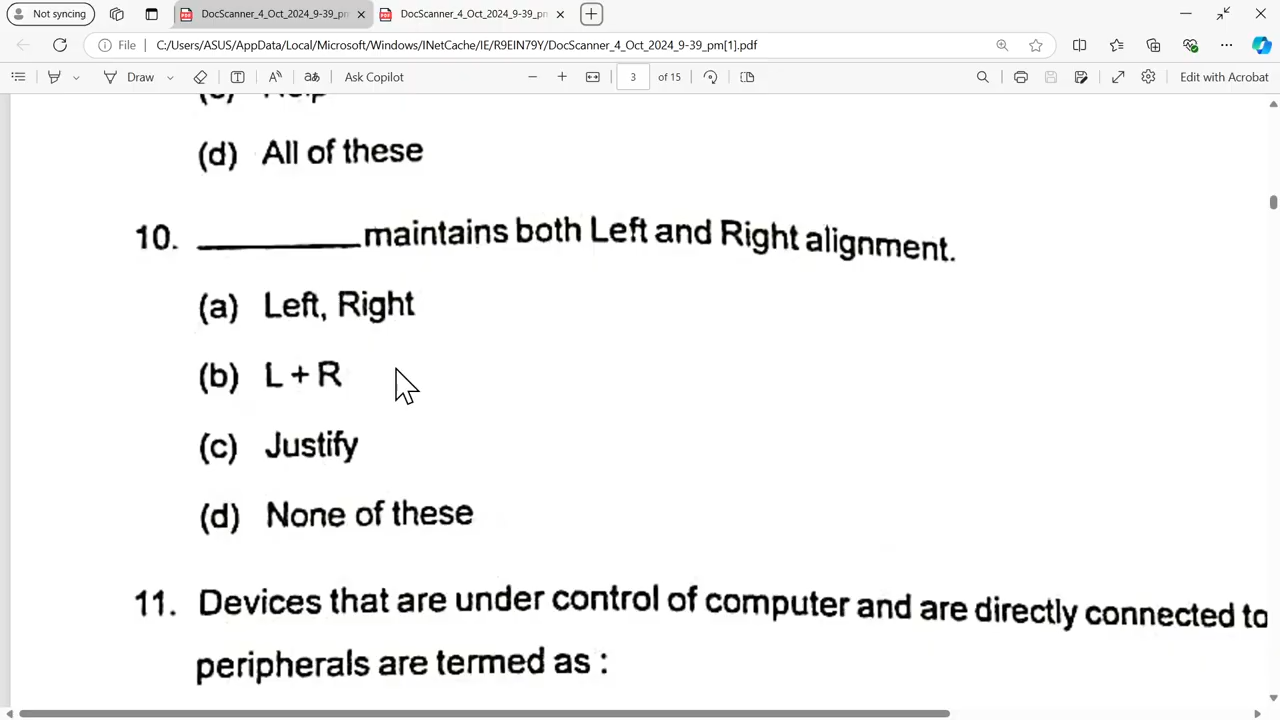 Not syncing
DocScanner_4_Oct_2024_9-39_pm
DocScanner_4_Oct_2024_9-39_pm
File
C:/Users/ASUS/AppData/Local/Microsoft/Windows/INetCache/IE/R9EIN79Y/DocScanner_4_Oct_2024_9-39_pm[1].pdf
Draw
Ask Copilot
3 of 15
Edit with Acrobat
(c) Help
(d) All of these
10. ________ maintains both Left and Right alignment.
(a) Left, Right
(b) L + R
(c) Justify
(d) None of these
11. Devices that are under control of computer and are directly connected to
peripherals are termed as :